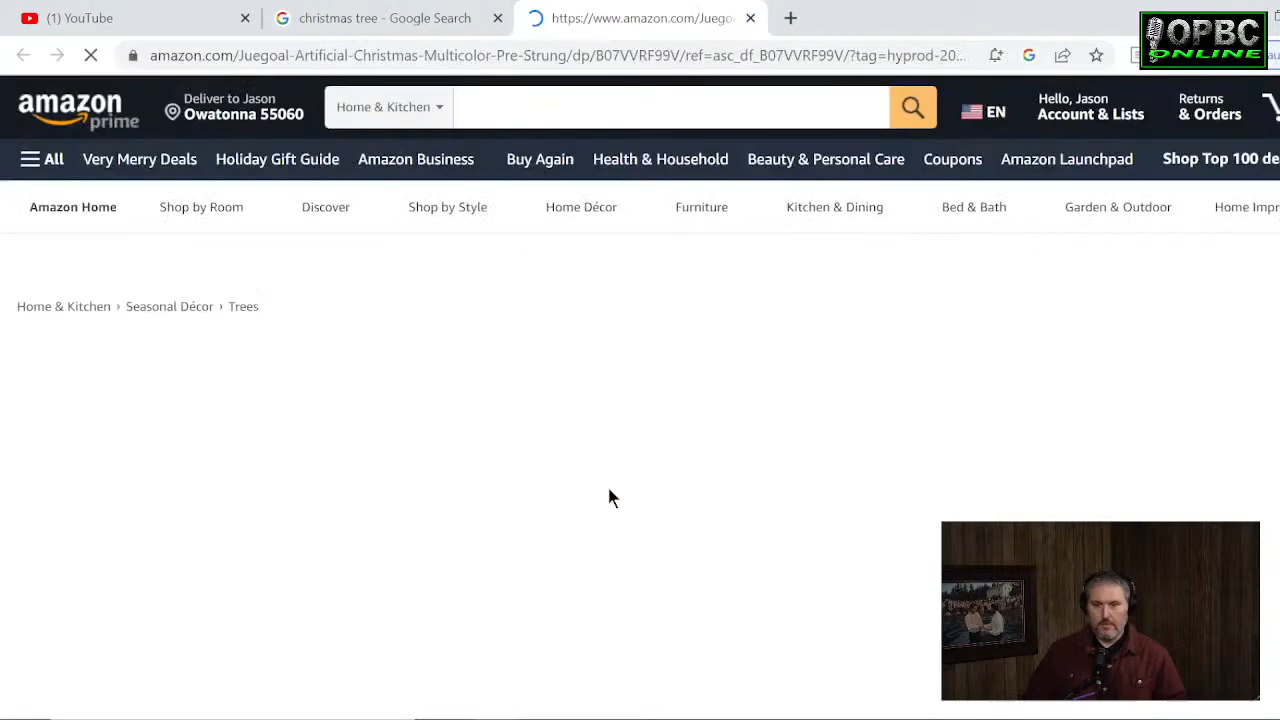 (1) YouTube
christmas tree - Google Search
https://www.amazon.com/Juego
OPBC
ONLINE
amazon.com/Juegoal-Artificial-Christmas-M
re-Stru
dp/B07VVRF99V/ref=asc_df_B07VVRF99V/?tag=hyprod-20...
amazon
prime
Deliver to Jason
Owatonna 55060
Home & Kitchen
EN
Hello, Jason
Account & Lists
Returns
& Orders
All
Very Merry Deals
Holiday Gift Guide
Amazon Business
Buy Again
Health & Household
Beauty & Personal Care
Coupons
Amazon Launchpad
Shop Top 100 de
Amazon Home
Shop by Room
Discover
Shop by Style
Home Décor
Furniture
Kitchen & Dining
Bed & Bath
Garden & Outdoor
Home Impr
Home & Kitchen › Seasonal Décor › Trees